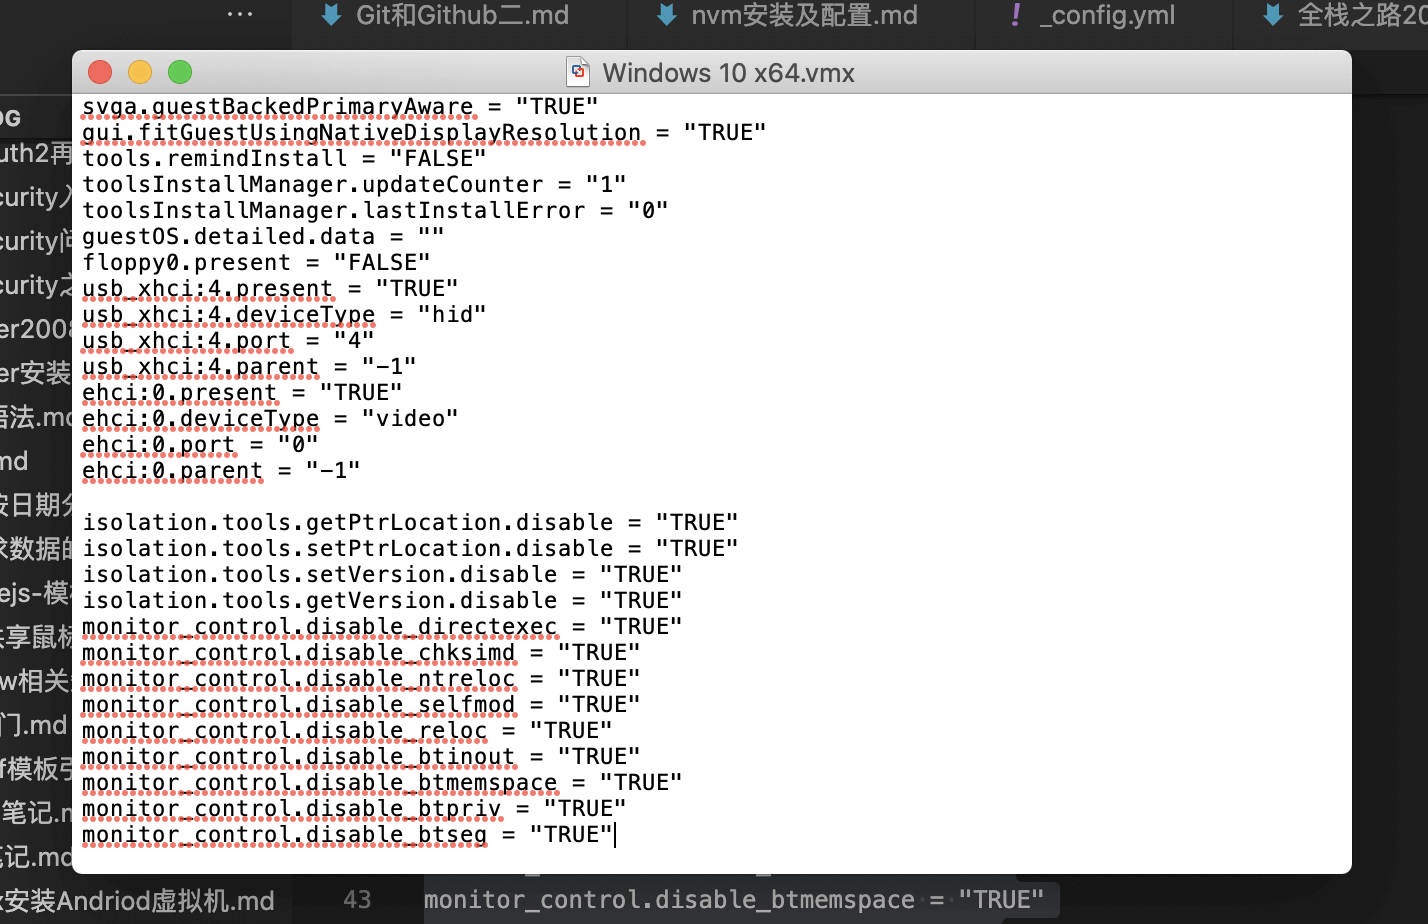 Git和Github二.md
nvm安装及配置.md
! _config.yml
全栈之路20
Windows 10 x64.vmx
svga.guestBackedPrimaryAware = "TRUE"
gui.fitGuestUsingNativeDisplayResolution = "TRUE"
tools.remindInstall = "FALSE"
toolsInstallManager.updateCounter = "1"
toolsInstallManager.lastInstallError = "0"
guestOS.detailed.data = ""
floppy0.present = "FALSE"
usb_xhci:4.present = "TRUE"
usb_xhci:4.deviceType = "hid"
usb_xhci:4.port = "4"
usb_xhci:4.parent = "-1"
ehci:0.present = "TRUE"
ehci:0.deviceType = "video"
ehci:0.port = "0"
ehci:0.parent = "-1"
isolation.tools.getPtrLocation.disable = "TRUE"
isolation.tools.setPtrLocation.disable = "TRUE"
isolation.tools.setVersion.disable = "TRUE"
isolation.tools.getVersion.disable = "TRUE"
monitor_control.disable_directexec = "TRUE"
monitor_control.disable_chksimd = "TRUE"
monitor_control.disable_ntreloc = "TRUE"
monitor_control.disable_selfmod = "TRUE"
monitor_control.disable_reloc = "TRUE"
monitor_control.disable_btinout = "TRUE"
monitor_control.disable_btmemspace = "TRUE"
monitor_control.disable_btpriv = "TRUE"
monitor_control.disable_btseg = "TRUE"
OG
uth2再
curity入
curity问
curity之
er2008
er安装
语法.md
md
按日期分
求数据的
ejs-模板
共享鼠标
w相关
门.md
f模板引
笔记.m
笔记.md
x安装Andriod虚拟机.md
43 monitor_control.disable_btmemspace = "TRUE"